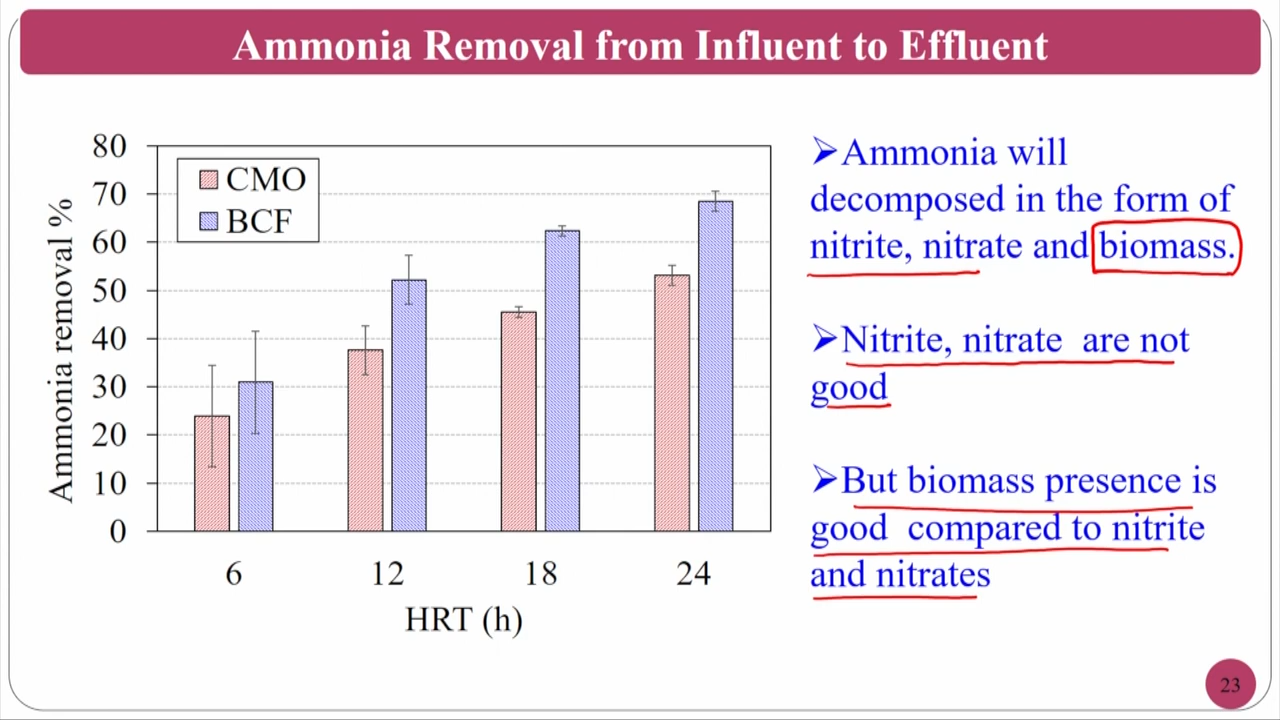 Ammonia Removal from Influent to Effluent
80
70
60
50
40
30
20
10
0
Ammonia removal %
CMO
BCF
6 12 18 24
HRT (h)
➢Ammonia will
decomposed in the form of
nitrite, nitrate and biomass.
➢Nitrite, nitrate are not
good
➢But biomass presence is
good compared to nitrite
and nitrates
23